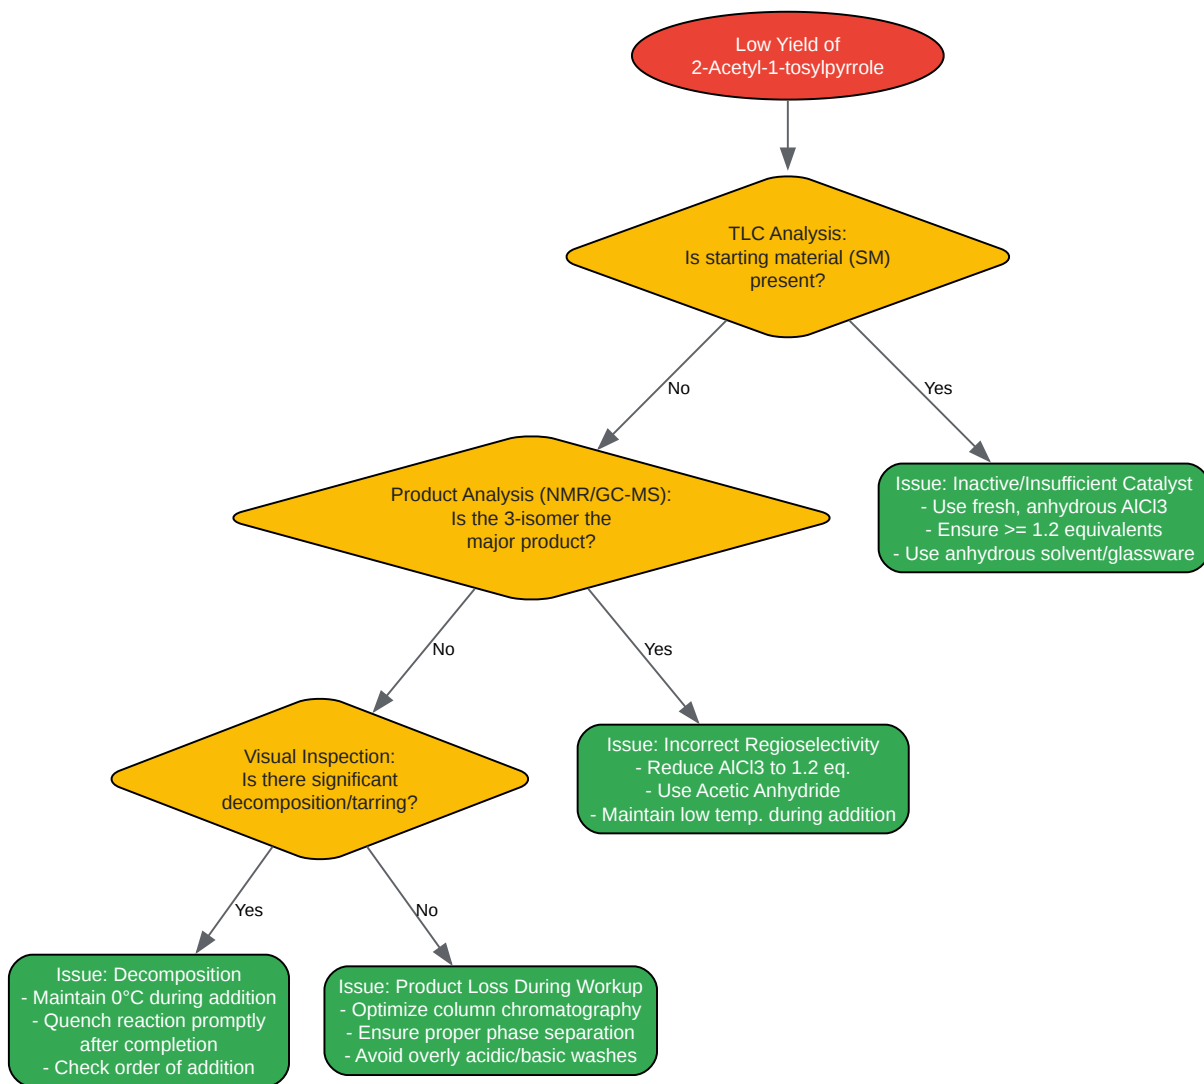 Low Yield of
2-Acetyl-1-tosylpyrrole
TLC Analysis:
Is starting material (SM)
present?
No
Yes
Product Analysis (NMR/GC-MS):
Is the 3-isomer the
major product?
Issue: Inactive/Insufficient Catalyst
- Use fresh, anhydrous AlCl3
- Ensure >= 1.2 equivalents
- Use anhydrous solvent/glassware
No
Yes
Visual Inspection:
Is there significant
decomposition/tarring?
Issue: Incorrect Regioselectivity
- Reduce AlCl3 to 1.2 eq.
- Use Acetic Anhydride
- Maintain low temp. during addition
Yes
No
Issue: Decomposition
- Maintain 0°C during addition
- Quench reaction promptly
after completion
- Check order of addition
Issue: Product Loss During Workup
- Optimize column chromatography
- Ensure proper phase separation
- Avoid overly acidic/basic washes